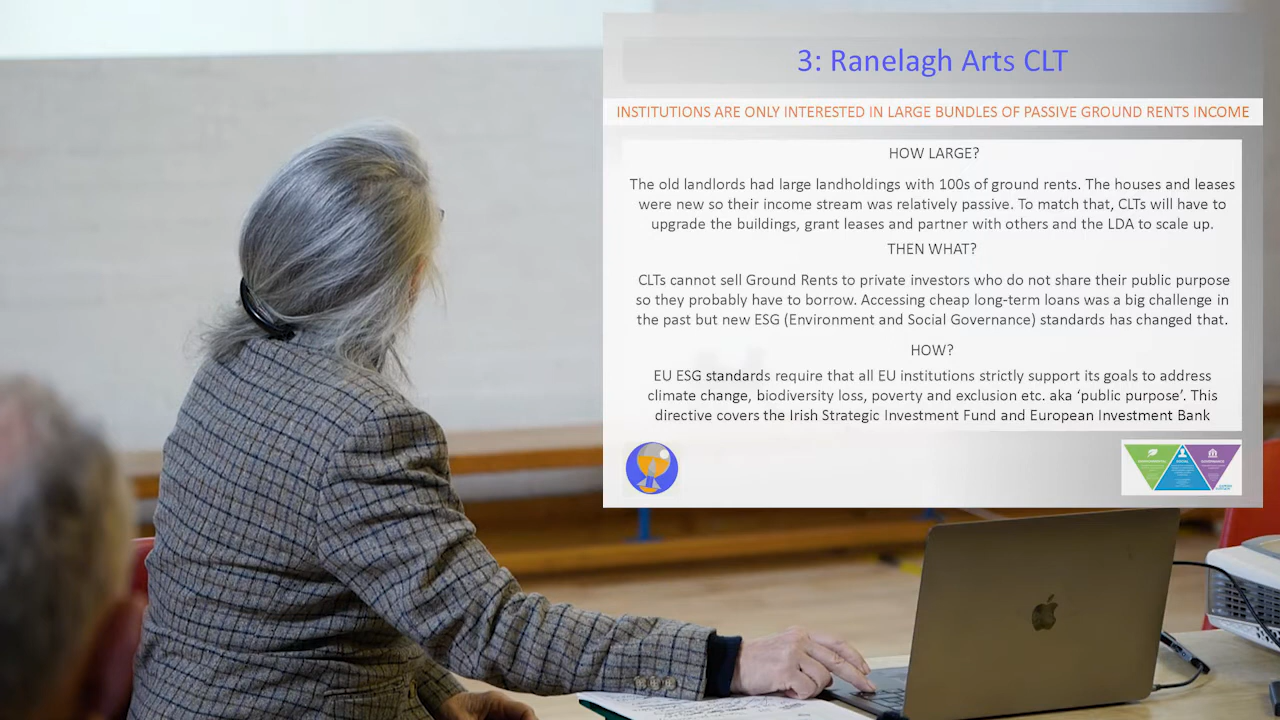 3: Ranelagh Arts CLT
INSTITUTIONS ARE ONLY INTERESTED IN LARGE BUNDLES OF PASSIVE GROUND RENTS INCOME
HOW LARGE?
The old landlords had large landholdings with 100s of ground rents. The houses and leases
were new so their income stream was relatively passive. To match that, CLTs will have to
upgrade the buildings, grant leases and partner with others and the LDA to scale up.
THEN WHAT?
CLTs cannot sell Ground Rents to private investors who do not share their public purpose
so they probably have to borrow. Accessing cheap long-term loans was a big challenge in
the past but new ESG (Environment and Social Governance) standards has changed that.
HOW?
EU ESG standards require that all EU institutions strictly support its goals to address
climate change, biodiversity loss, poverty and exclusion etc. aka ‘public purpose’. This
directive covers the Irish Strategic Investment Fund and European Investment Bank
SOCIAL